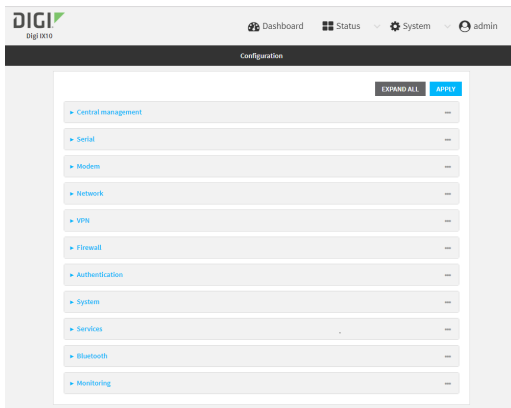 DIGI
Digi IX10
Dashboard
Status
System
admin
Configuration
EXPAND ALL
APPLY
Central management
Serial
Modem
Network
VPN
Firewall
Authentication
System
Services
Bluetooth
Monitoring